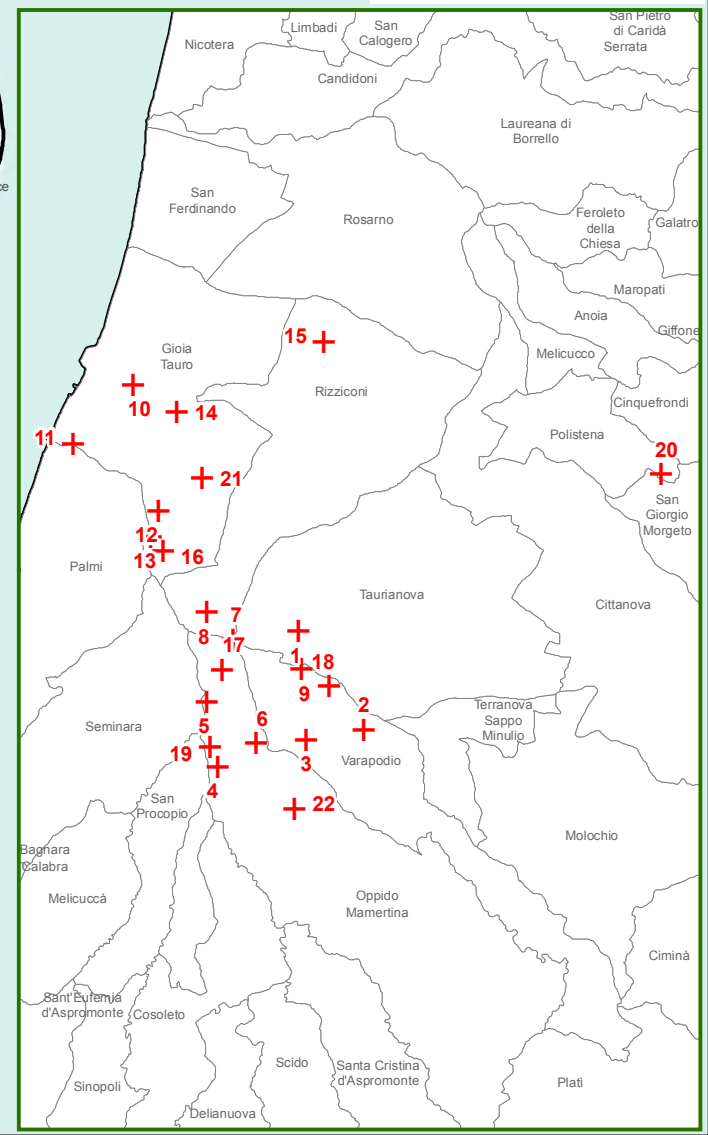 San Pietro
di Caridà
Serrata
Limbadi
San
Calogero
Nicotera
Candidoni
Laureana di
Borrello
ce
San
Ferdinando
Rosarno
Feroleto
della
Chiesa
Galatro
Maropati
Anoia
Giffone
Melicucco
15
Gioia
Tauro
Rizziconi
10
14
Cinquefrondi
11
Polistena
20
21
San
Giorgio
Morgeto
12
13
16
Palmi
Taurianova
Cittanova
7
8
17
1
18
9
2
Terranova
Sappo
Minulio
5
6
Seminara
19
3
Varapodio
4
San
Procopio
22
Molochio
Bagnara
Calabra
Melicuccà
Oppido
Mamertina
Ciminà
Sant'Eufemia
d'Aspromonte
Cosoleto
Scido
Santa Cristina
d'Aspromonte
Sinopoli
Platì
Delianuova